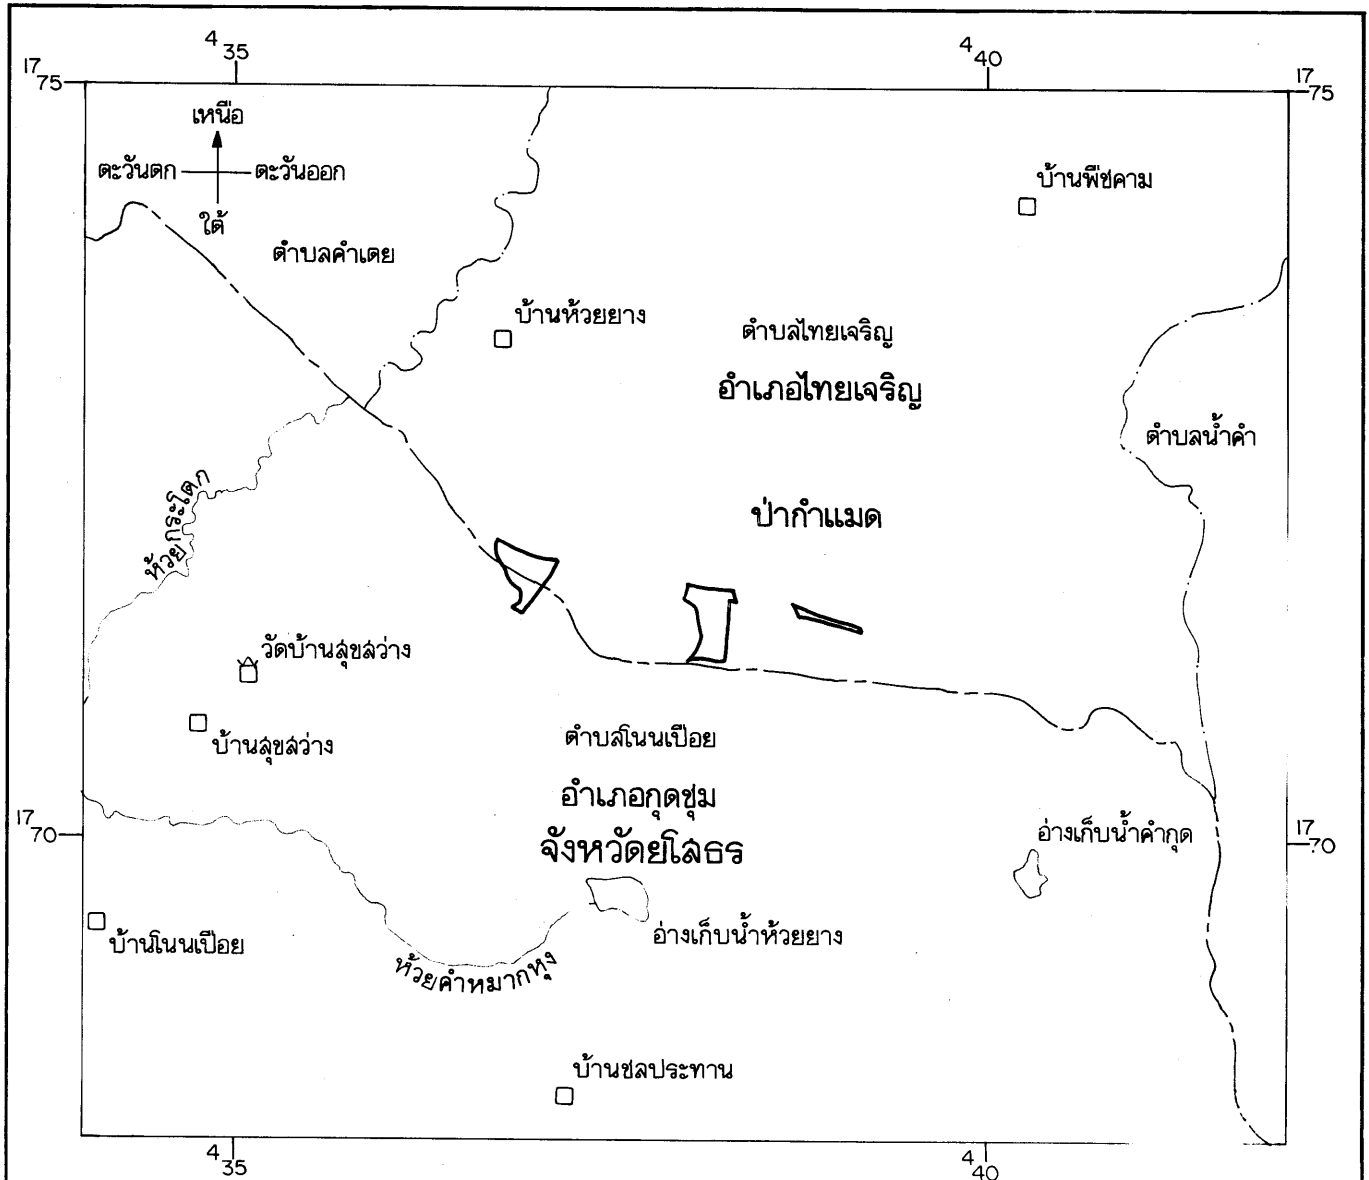 4 35
4 40
17 75
17 75
เหนือ
ตะวันตก
ตะวันออก
ใต้
บ้านพืชคาม
ตำบลคำเตย
บ้านห้วยยาง
ตำบลไทยเจริญ
อำเภอไทยเจริญ
ตำบลน้ำคำ
ป่ากำแมด
ห้วยกระโตก
วัดบ้านสุขสว่าง
บ้านสุขสว่าง
ตำบลโนนเปือย
อำเภอกุดชุม
จังหวัดยโสธร
17 70
17 70
อ่างเก็บน้ำคำกุด
บ้านโนนเปือย
อ่างเก็บน้ำห้วยยาง
ห้วยคำหมากหุง
บ้านชลประทาน
4 35
4 40